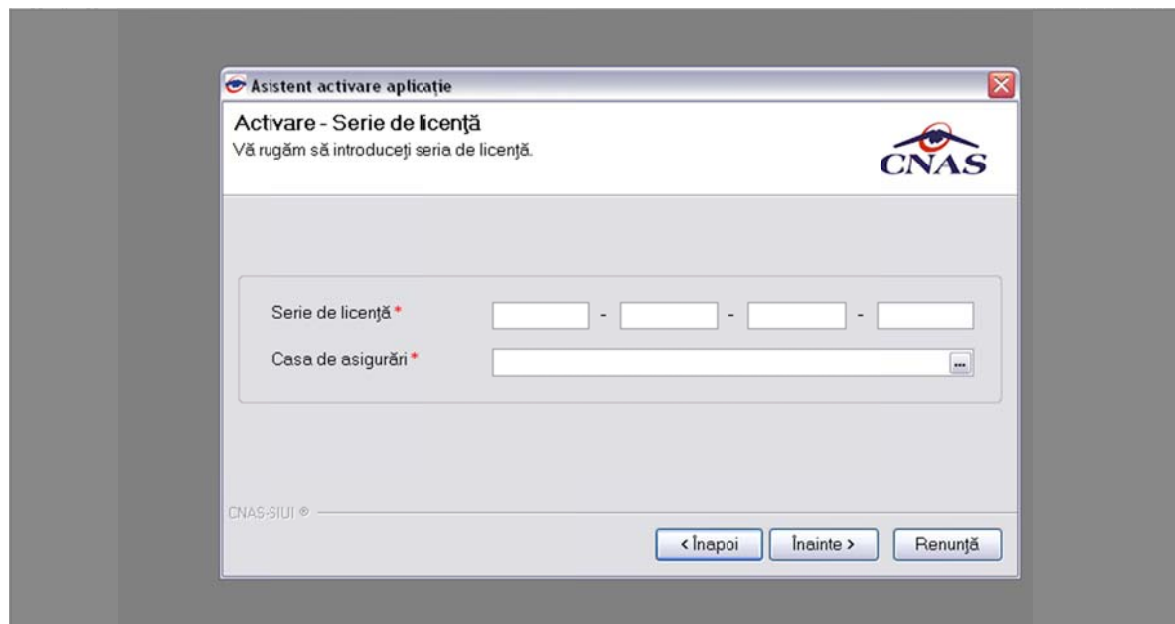 Asistent activare aplicație
Activare - Serie de licență
Vă rugăm să introduceți seria de licență.
CNAS
Serie de licență * - - -
Casa de asigurări * ...
CNAS-SIUI ®
< Înapoi Înainte > Renunță